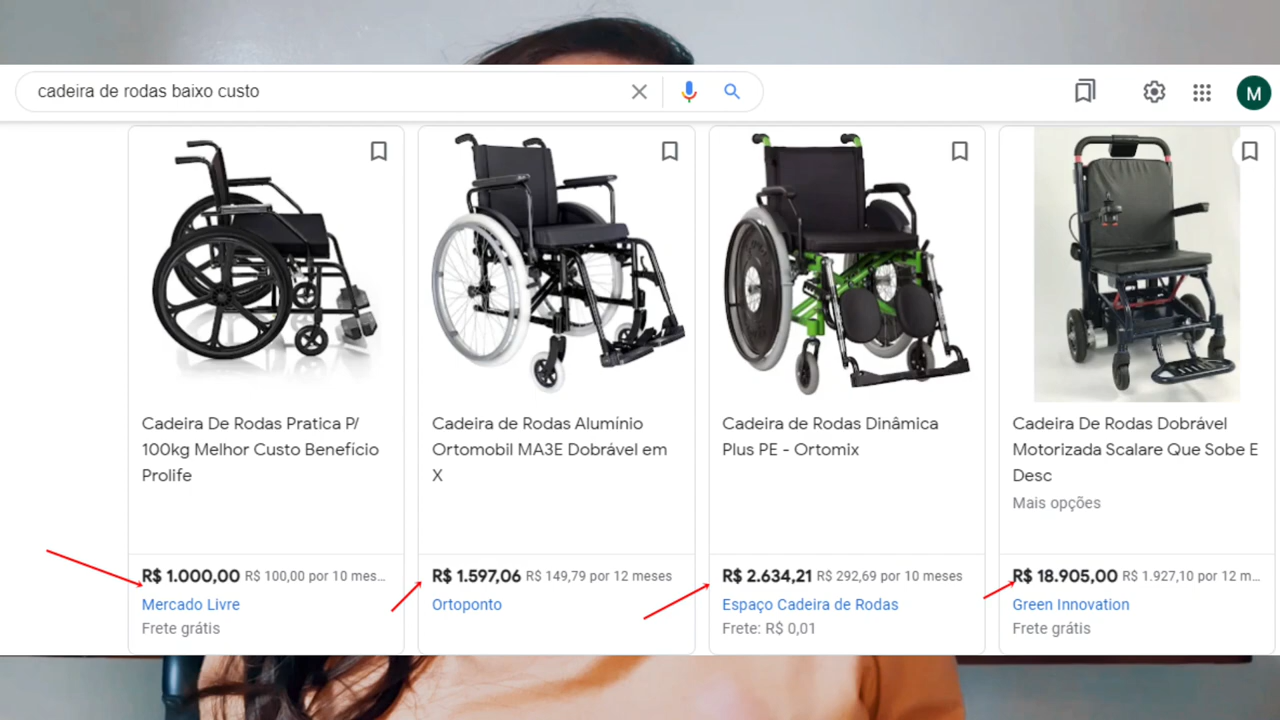 cadeira de rodas baixo custo
M
Cadeira De Rodas Pratica P/
100kg Melhor Custo Benefício
Prolife
R$ 1.000,00 R$ 100,00 por 10 mes...
Mercado Livre
Frete grátis
Cadeira de Rodas Alumínio
Ortomobil MA3E Dobrável em
X
R$ 1.597,06 R$ 149,79 por 12 meses
Ortoponto
Cadeira de Rodas Dinâmica
Plus PE - Ortomix
R$ 2.634,21 R$ 292,69 por 10 meses
Espaço Cadeira de Rodas
Frete: R$ 0,01
Cadeira De Rodas Dobrável
Motorizada Scalare Que Sobe E
Desc
Mais opções
R$ 18.905,00 R$ 1.927,10 por 12 m...
Green Innovation
Frete grátis